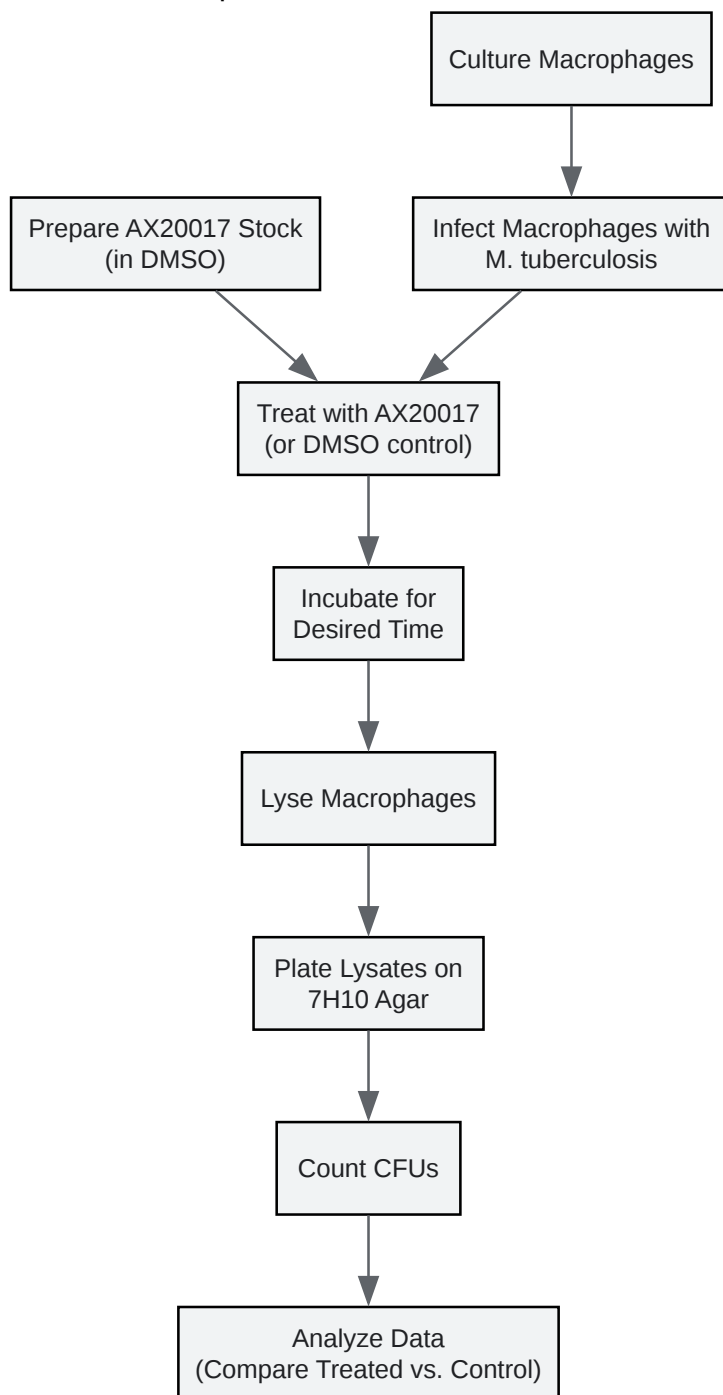 Culture Macrophages
Prepare AX20017 Stock
(in DMSO)
Infect Macrophages with
M. tuberculosis
Treat with AX20017
(or DMSO control)
Incubate for
Desired Time
Lyse Macrophages
Plate Lysates on
7H10 Agar
Count CFUs
Analyze Data
(Compare Treated vs. Control)